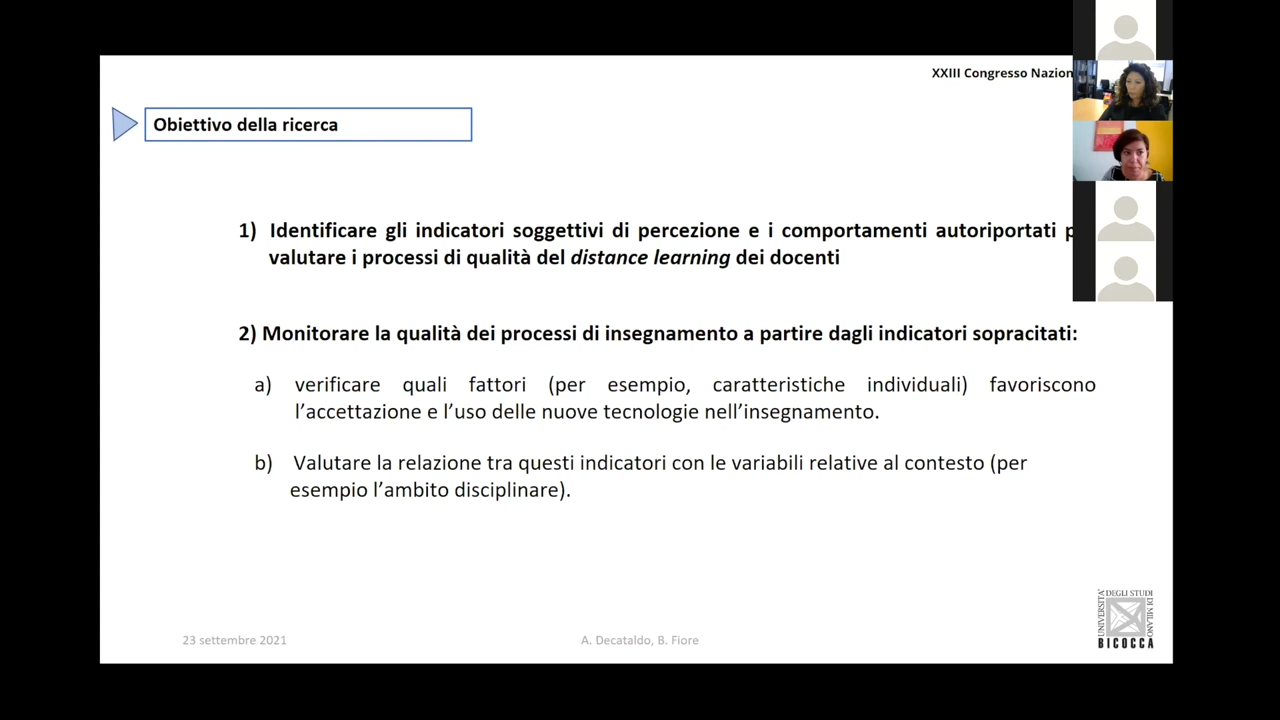 XXIII Congresso Nazion
Obiettivo della ricerca
1) Identificare gli indicatori soggettivi di percezione e i comportamenti autoriportati
valutare i processi di qualità del distance learning dei docenti
2) Monitorare la qualità dei processi di insegnamento a partire dagli indicatori sopracitati:
a) verificare quali fattori (per esempio, caratteristiche individuali) favoriscono
l’accettazione e l’uso delle nuove tecnologie nell’insegnamento.
b) Valutare la relazione tra questi indicatori con le variabili relative al contesto (per
esempio l’ambito disciplinare).
23 settembre 2021
A. Decataldo, B. Fiore
UNIVERSITA'
DEGLI STUDI
DI MILANO
BICOCCA